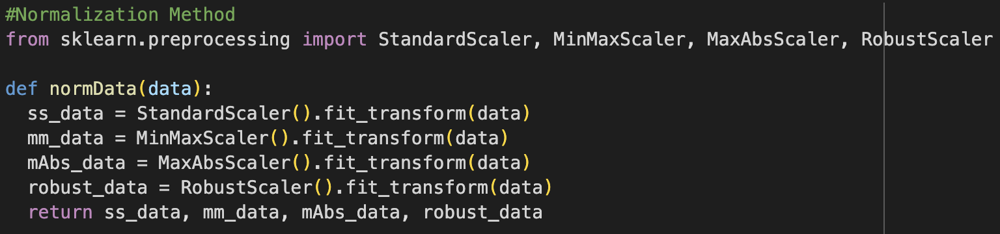 #Normalization Method
from sklearn.preprocessing import StandardScaler, MinMaxScaler, MaxAbsScaler, RobustScaler
def normData(data):
ss_data = StandardScaler().fit_transform(data)
mm_data = MinMaxScaler().fit_transform(data)
mAbs_data = MaxAbsScaler().fit_transform(data)
robust_data = RobustScaler().fit_transform(data)
return ss_data, mm_data, mAbs_data, robust_data